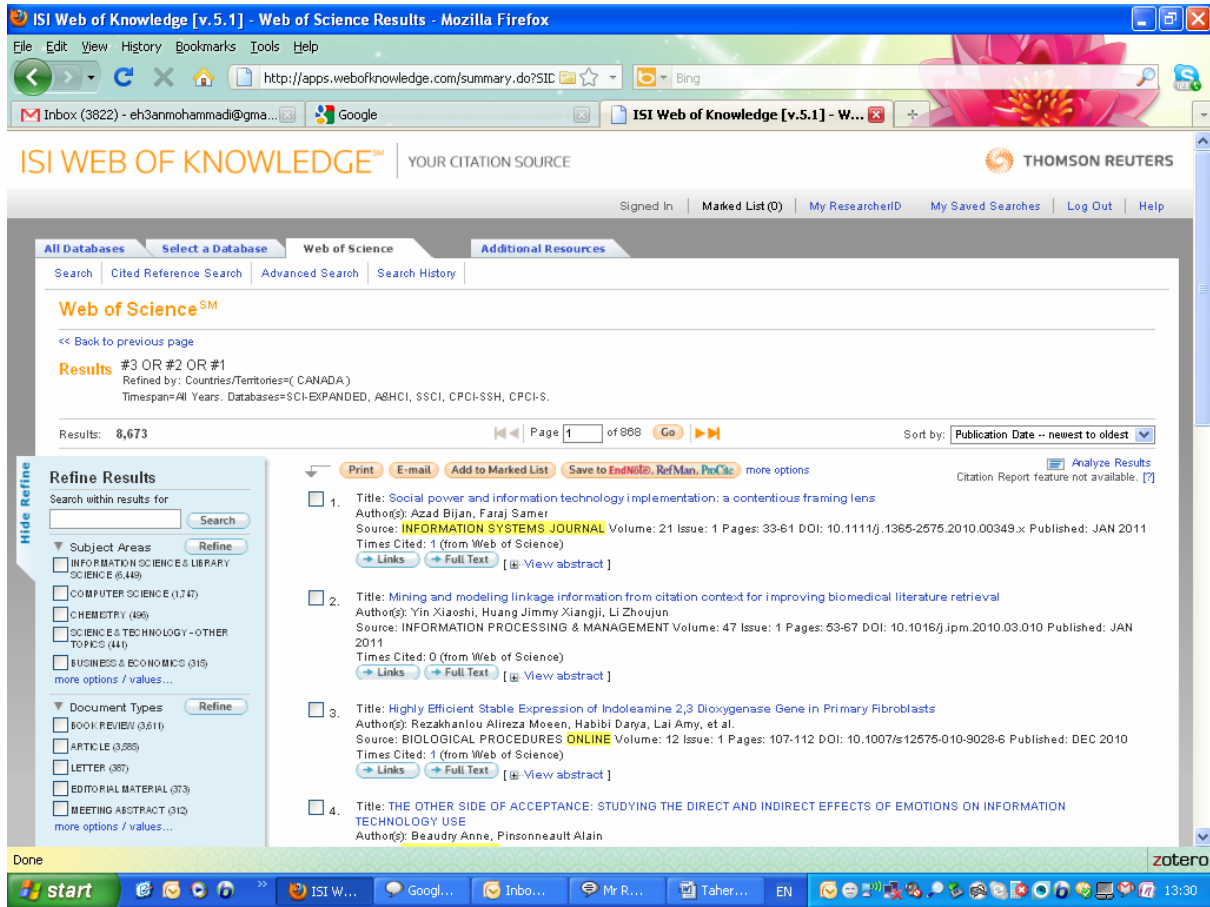 ISI Web of Knowledge [v.5.1] - Web of Science Results - Mozilla Firefox
File Edit View History Bookmarks Tools Help
http://apps.webofknowledge.com/summary.do?SID
Bing
Inbox (3822) - eh3anmohammadi@gma...
Google
ISI Web of Knowledge [v.5.1] - W...
ISI WEB OF KNOWLEDGE℠ YOUR CITATION SOURCE
THOMSON REUTERS
Signed In | Marked List (0) | My ResearcherID My Saved Searches | Log Out | Help
All Databases Select a Database Web of Science Additional Resources
Search | Cited Reference Search | Advanced Search | Search History
Web of Science℠
<< Back to previous page
Results #3 OR #2 OR #1
Refined by: Countries/Territories=( CANADA )
Timespan=All Years. Databases=SCI-EXPANDED, A&HCI, SSCI, CPCI-SSH, CPCI-S.
Results: 8,673 Page 1 of 868 Go Sort by: Publication Date -- newest to oldest
Hide Refine
Refine Results
Search within results for
Search
Subject Areas Refine
INFORMATION SCIENCE & LIBRARY
SCIENCE (6,449)
COMPUTER SCIENCE (1,747)
CHEMISTRY (496)
SCIENCE & TECHNOLOGY - OTHER
TOPICS (441)
BUSINESS & ECONOMICS (315)
more options / values...
Document Types Refine
BOOK REVIEW (3,611)
ARTICLE (3,585)
LETTER (387)
EDITORIAL MATERIAL (373)
MEETING ABSTRACT (312)
more options / values...
Print E-mail Add to Marked List Save to EndNote, RefMan, ProCite more options
Analyze Results
Citation Report feature not available. [?]
1. Title: Social power and information technology implementation: a contentious framing lens
Author(s): Azad Bijan, Faraj Samer
Source: INFORMATION SYSTEMS JOURNAL Volume: 21 Issue: 1 Pages: 33-61 DOI: 10.1111/j.1365-2575.2010.00349.x Published: JAN 2011
Times Cited: 1 (from Web of Science)
Links Full Text [ View abstract ]
2. Title: Mining and modeling linkage information from citation context for improving biomedical literature retrieval
Author(s): Yin Xiaoshi, Huang Jimmy Xiangji, Li Zhoujun
Source: INFORMATION PROCESSING & MANAGEMENT Volume: 47 Issue: 1 Pages: 53-67 DOI: 10.1016/j.ipm.2010.03.010 Published: JAN
2011
Times Cited: 0 (from Web of Science)
Links Full Text [ View abstract ]
3. Title: Highly Efficient Stable Expression of Indoleamine 2,3 Dioxygenase Gene in Primary Fibroblasts
Author(s): Rezakhanlou Alireza Moeen, Habibi Darya, Lai Amy, et al.
Source: BIOLOGICAL PROCEDURES ONLINE Volume: 12 Issue: 1 Pages: 107-112 DOI: 10.1007/s12575-010-9028-6 Published: DEC 2010
Times Cited: 1 (from Web of Science)
Links Full Text [ View abstract ]
4. Title: THE OTHER SIDE OF ACCEPTANCE: STUDYING THE DIRECT AND INDIRECT EFFECTS OF EMOTIONS ON INFORMATION
TECHNOLOGY USE
Author(s): Beaudry Anne, Pinsonneault Alain
Done
zotero
start ISI W... Googl... Inbo... Mr R... Taher... EN 13:30